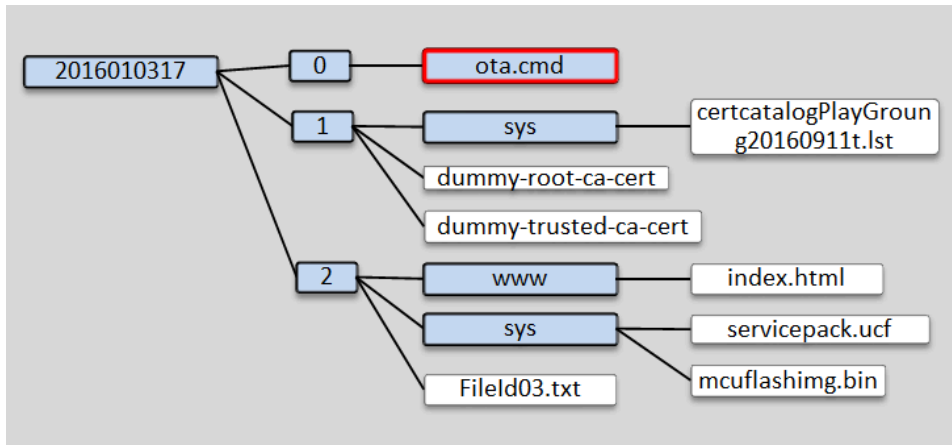 2016010317
0
ota.cmd
1
sys
certcatalogPlayGroun
g20160911t.lst
dummy-root-ca-cert
dummy-trusted-ca-cert
2
www
index.html
sys
servicepack.ucf
mcuflashimg.bin
FileId03.txt